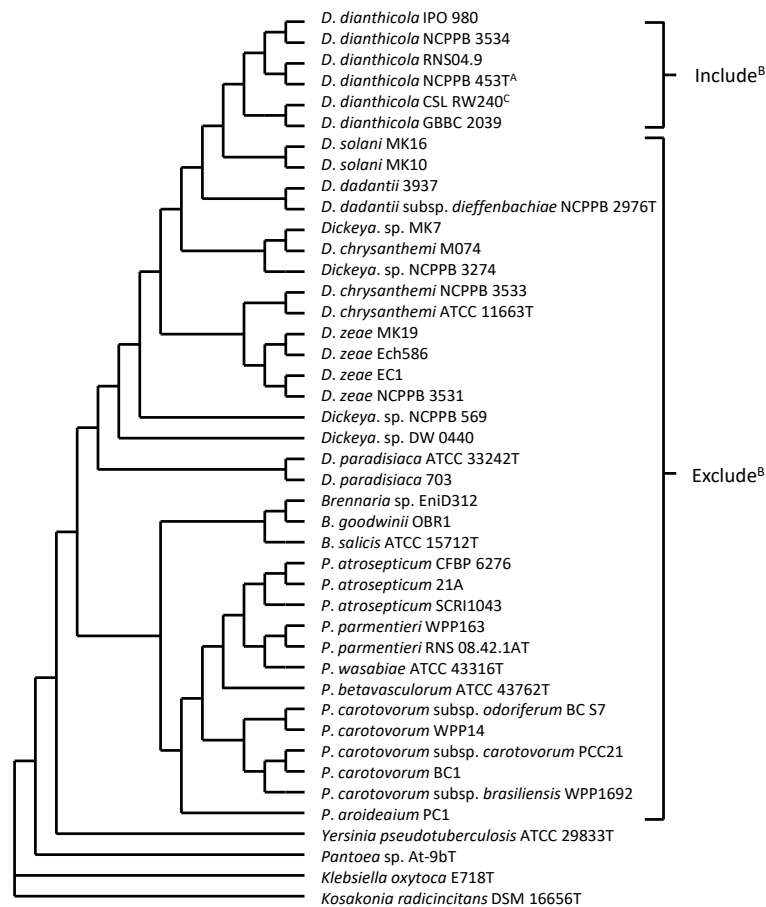 D. dianthicola IPO 980
D. dianthicola NCPPB 3534
D. dianthicola RNS04.9
D. dianthicola NCPPB 453Tᴬ
D. dianthicola CSL RW240ᶜ
D. dianthicola GBBC 2039
Includeᴮ
D. solani MK16
D. solani MK10
D. dadantii 3937
D. dadantii subsp. dieffenbachiae NCPPB 2976T
Dickeya. sp. MK7
D. chrysanthemi M074
Dickeya. sp. NCPPB 3274
D. chrysanthemi NCPPB 3533
D. chrysanthemi ATCC 11663T
D. zeae MK19
D. zeae Ech586
D. zeae EC1
D. zeae NCPPB 3531
Dickeya. sp. NCPPB 569
Dickeya. sp. DW 0440
D. paradisiaca ATCC 33242T
D. paradisiaca 703
Brennaria sp. EniD312
B. goodwinii OBR1
B. salicis ATCC 15712T
P. atrosepticum CFBP 6276
P. atrosepticum 21A
P. atrosepticum SCRI1043
P. parmentieri WPP163
P. parmentieri RNS 08.42.1AT
P. wasabiae ATCC 43316T
P. betavasculorum ATCC 43762T
P. carotovorum subsp. odoriferum BC S7
P. carotovorum WPP14
P. carotovorum subsp. carotovorum PCC21
P. carotovorum BC1
P. carotovorum subsp. brasiliensis WPP1692
P. aroideaium PC1
Excludeᴮ
Yersinia pseudotuberculosis ATCC 29833T
Pantoea sp. At-9bT
Klebsiella oxytoca E718T
Kosakonia radicincitans DSM 16656T